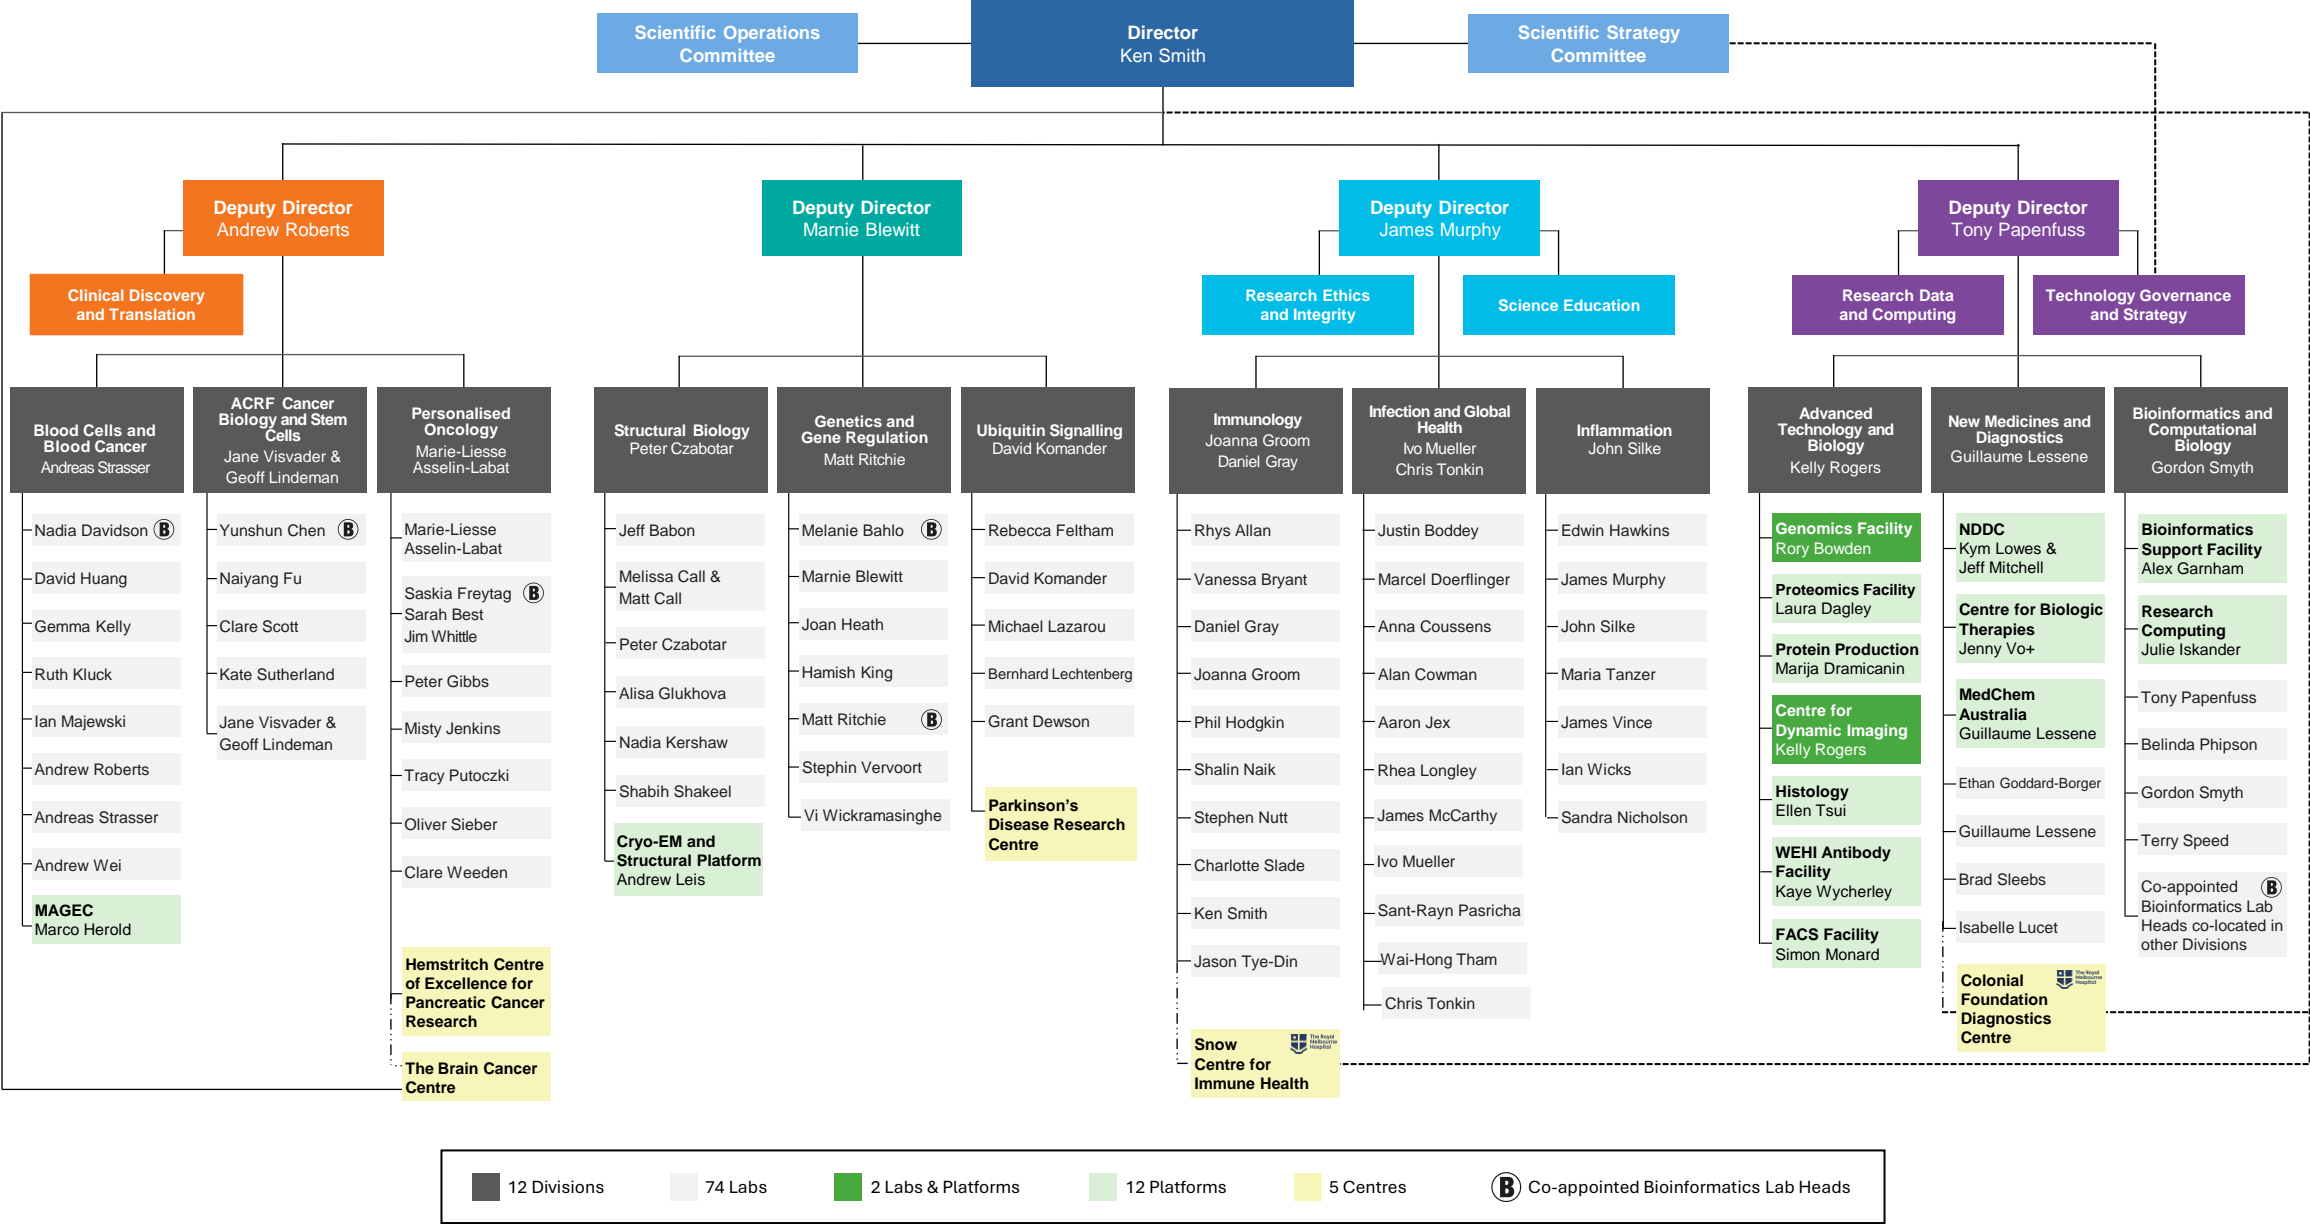 Scientific Operations
Committee
Director
Ken Smith
Scientific Strategy
Committee
Deputy Director
Andrew Roberts
Deputy Director
Marnie Blewitt
Deputy Director
James Murphy
Deputy Director
Tony Papenfuss
Clinical Discovery
and Translation
Research Ethics
and Integrity
Science Education
Research Data
and Computing
Technology Governance
and Strategy
Blood Cells and
Blood Cancer
Andreas Strasser
Nadia Davidson B
David Huang
Gemma Kelly
Ruth Kluck
Ian Majewski
Andrew Roberts
Andreas Strasser
Andrew Wei
MAGEC
Marco Herold
ACRF Cancer
Biology and Stem
Cells
Jane Visvader &
Geoff Lindeman
Yunshun Chen B
Naiyang Fu
Clare Scott
Kate Sutherland
Jane Visvader &
Geoff Lindeman
Personalised
Oncology
Marie-Liesse
Asselin-Labat
Marie-Liesse
Asselin-Labat
Saskia Freytag B
Sarah Best
Jim Whittle
Peter Gibbs
Misty Jenkins
Tracy Putoczki
Oliver Sieber
Clare Weeden
Hemstritch Centre
of Excellence for
Pancreatic Cancer
Research
The Brain Cancer
Centre
Structural Biology
Peter Czabotar
Jeff Babon
Melissa Call &
Matt Call
Peter Czabotar
Alisa Glukhova
Nadia Kershaw
Shabih Shakeel
Cryo-EM and
Structural Platform
Andrew Leis
Genetics and
Gene Regulation
Matt Ritchie
Melanie Bahlo B
Marnie Blewitt
Joan Heath
Hamish King
Matt Ritchie B
Stephin Vervoort
Vi Wickramasinghe
Ubiquitin Signalling
David Komander
Rebecca Feltham
David Komander
Michael Lazarou
Bernhard Lechtenberg
Grant Dewson
Parkinson's
Disease Research
Centre
Immunology
Joanna Groom
Daniel Gray
Rhys Allan
Vanessa Bryant
Daniel Gray
Joanna Groom
Phil Hodgkin
Shalin Naik
Stephen Nutt
Charlotte Slade
Ken Smith
Jason Tye-Din
Snow
Centre for
Immune Health
The Royal
Melbourne
Hospital
Infection and Global
Health
Ivo Mueller
Chris Tonkin
Justin Boddey
Marcel Doerflinger
Anna Coussens
Alan Cowman
Aaron Jex
Rhea Longley
James McCarthy
Ivo Mueller
Sant-Rayn Pasricha
Wai-Hong Tham
Chris Tonkin
Inflammation
John Silke
Edwin Hawkins
James Murphy
John Silke
Maria Tanzer
James Vince
Ian Wicks
Sandra Nicholson
Advanced
Technology and
Biology
Kelly Rogers
Genomics Facility
Rory Bowden
Proteomics Facility
Laura Dagley
Protein Production
Marija Dramicanin
Centre for
Dynamic Imaging
Kelly Rogers
Histology
Ellen Tsui
WEHI Antibody
Facility
Kaye Wycherley
FACS Facility
Simon Monard
New Medicines and
Diagnostics
Guillaume Lessene
NDDC
Kym Lowes &
Jeff Mitchell
Centre for Biologic
Therapies
Jenny Vo+
MedChem
Australia
Guillaume Lessene
Ethan Goddard-Borger
Guillaume Lessene
Brad Sleebs
Isabelle Lucet
Colonial
Foundation
Diagnostics
Centre
The Royal
Melbourne
Hospital
Bioinformatics and
Computational
Biology
Gordon Smyth
Bioinformatics
Support Facility
Alex Garnham
Research
Computing
Julie Iskander
Tony Papenfuss
Belinda Phipson
Gordon Smyth
Terry Speed
Co-appointed B
Bioinformatics Lab
Heads co-located in
other Divisions
12 Divisions
74 Labs
2 Labs & Platforms
12 Platforms
5 Centres
B Co-appointed Bioinformatics Lab Heads